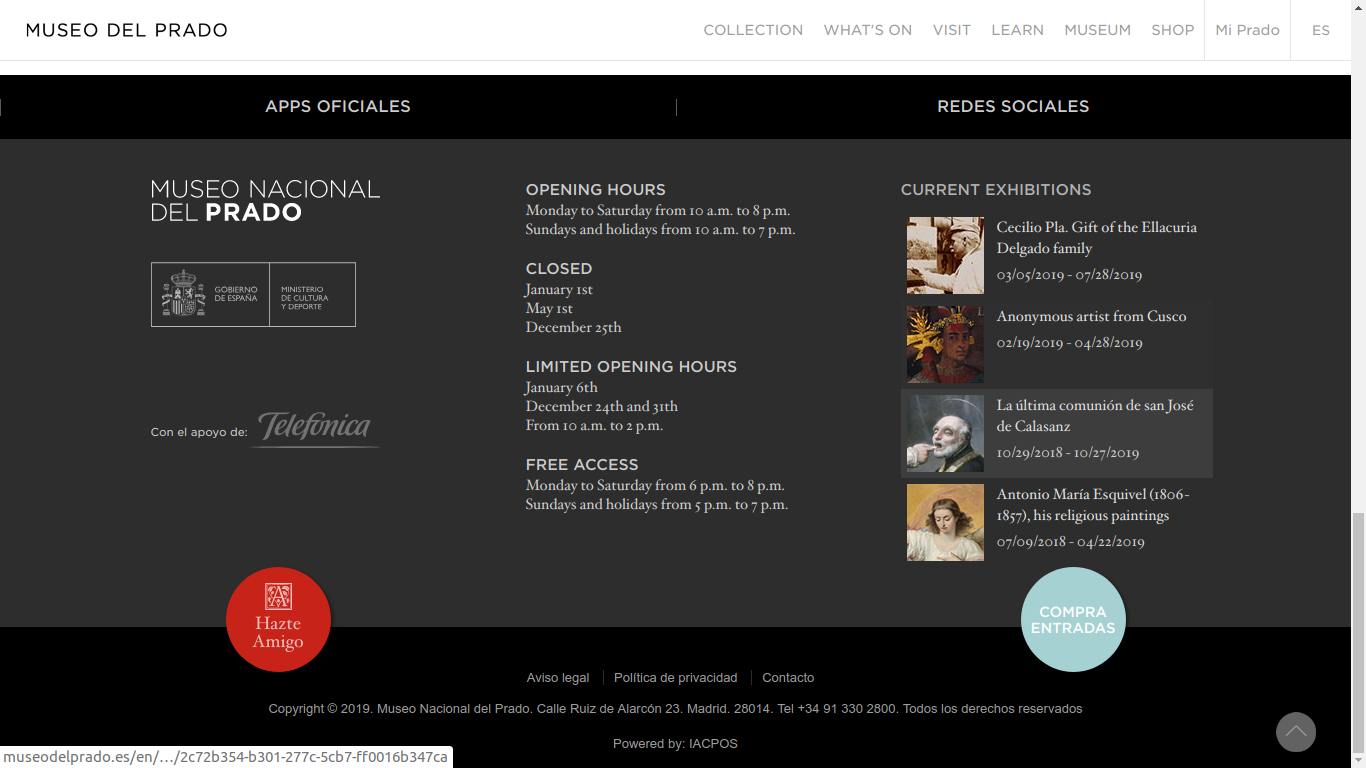 MUSEO DEL PRADO
COLLECTION
WHAT'S ON
VISIT
LEARN
MUSEUM
SHOP
Mi Prado
ES
APPS OFICIALES
REDES SOCIALES
MUSEO NACIONAL
DEL PRADO
GOBIERNO
DE ESPAÑA
MINISTERIO
DE CULTURA
Y DEPORTE
Con el apoyo de:
Telefónica
OPENING HOURS
Monday to Saturday from 10 a.m. to 8 p.m.
Sundays and holidays from 10 a.m. to 7 p.m.
CLOSED
January 1st
May 1st
December 25th
LIMITED OPENING HOURS
January 6th
December 24th and 31th
From 10 a.m. to 2 p.m.
FREE ACCESS
Monday to Saturday from 6 p.m. to 8 p.m.
Sundays and holidays from 5 p.m. to 7 p.m.
CURRENT EXHIBITIONS
Cecilio Pla. Gift of the Ellacuria
Delgado family
03/05/2019 - 07/28/2019
Anonymous artist from Cusco
02/19/2019 - 04/28/2019
La última comunión de san José
de Calasanz
10/29/2018 - 10/27/2019
Antonio María Esquivel (1806-
1857), his religious paintings
07/09/2018 - 04/22/2019
A
Hazte
Amigo
COMPRA
ENTRADAS
Aviso legal
Política de privacidad
Contacto
Copyright © 2019. Museo Nacional del Prado. Calle Ruiz de Alarcón 23. Madrid. 28014. Tel +34 91 330 2800. Todos los derechos reservados
Powered by: IACPOS
museodelprado.es/en/…/2c72b354-b301-277c-5cb7-ff0016b347ca